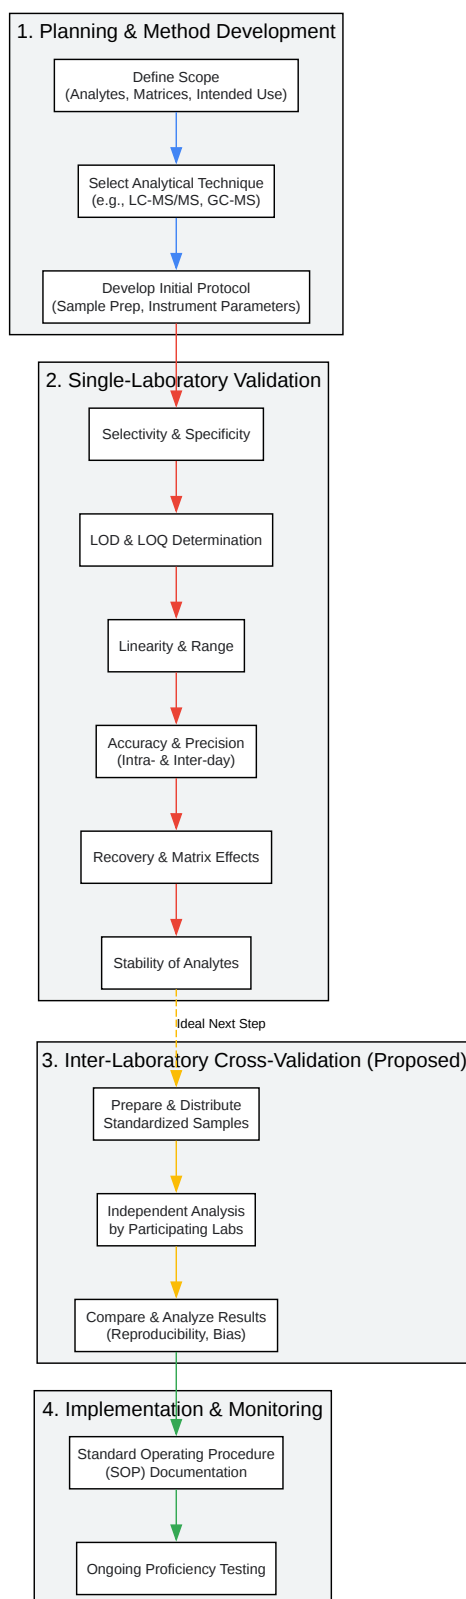 1. Planning & Method Development
Define Scope
(Analytes, Matrices, Intended Use)
Select Analytical Technique
(e.g., LC-MS/MS, GC-MS)
Develop Initial Protocol
(Sample Prep, Instrument Parameters)
2. Single-Laboratory Validation
Selectivity & Specificity
LOD & LOQ Determination
Linearity & Range
Accuracy & Precision
(Intra- & Inter-day)
Recovery & Matrix Effects
Stability of Analytes
Ideal Next Step
3. Inter-Laboratory Cross-Validation (Proposed)
Prepare & Distribute
Standardized Samples
Independent Analysis
by Participating Labs
Compare & Analyze Results
(Reproducibility, Bias)
4. Implementation & Monitoring
Standard Operating Procedure
(SOP) Documentation
Ongoing Proficiency Testing